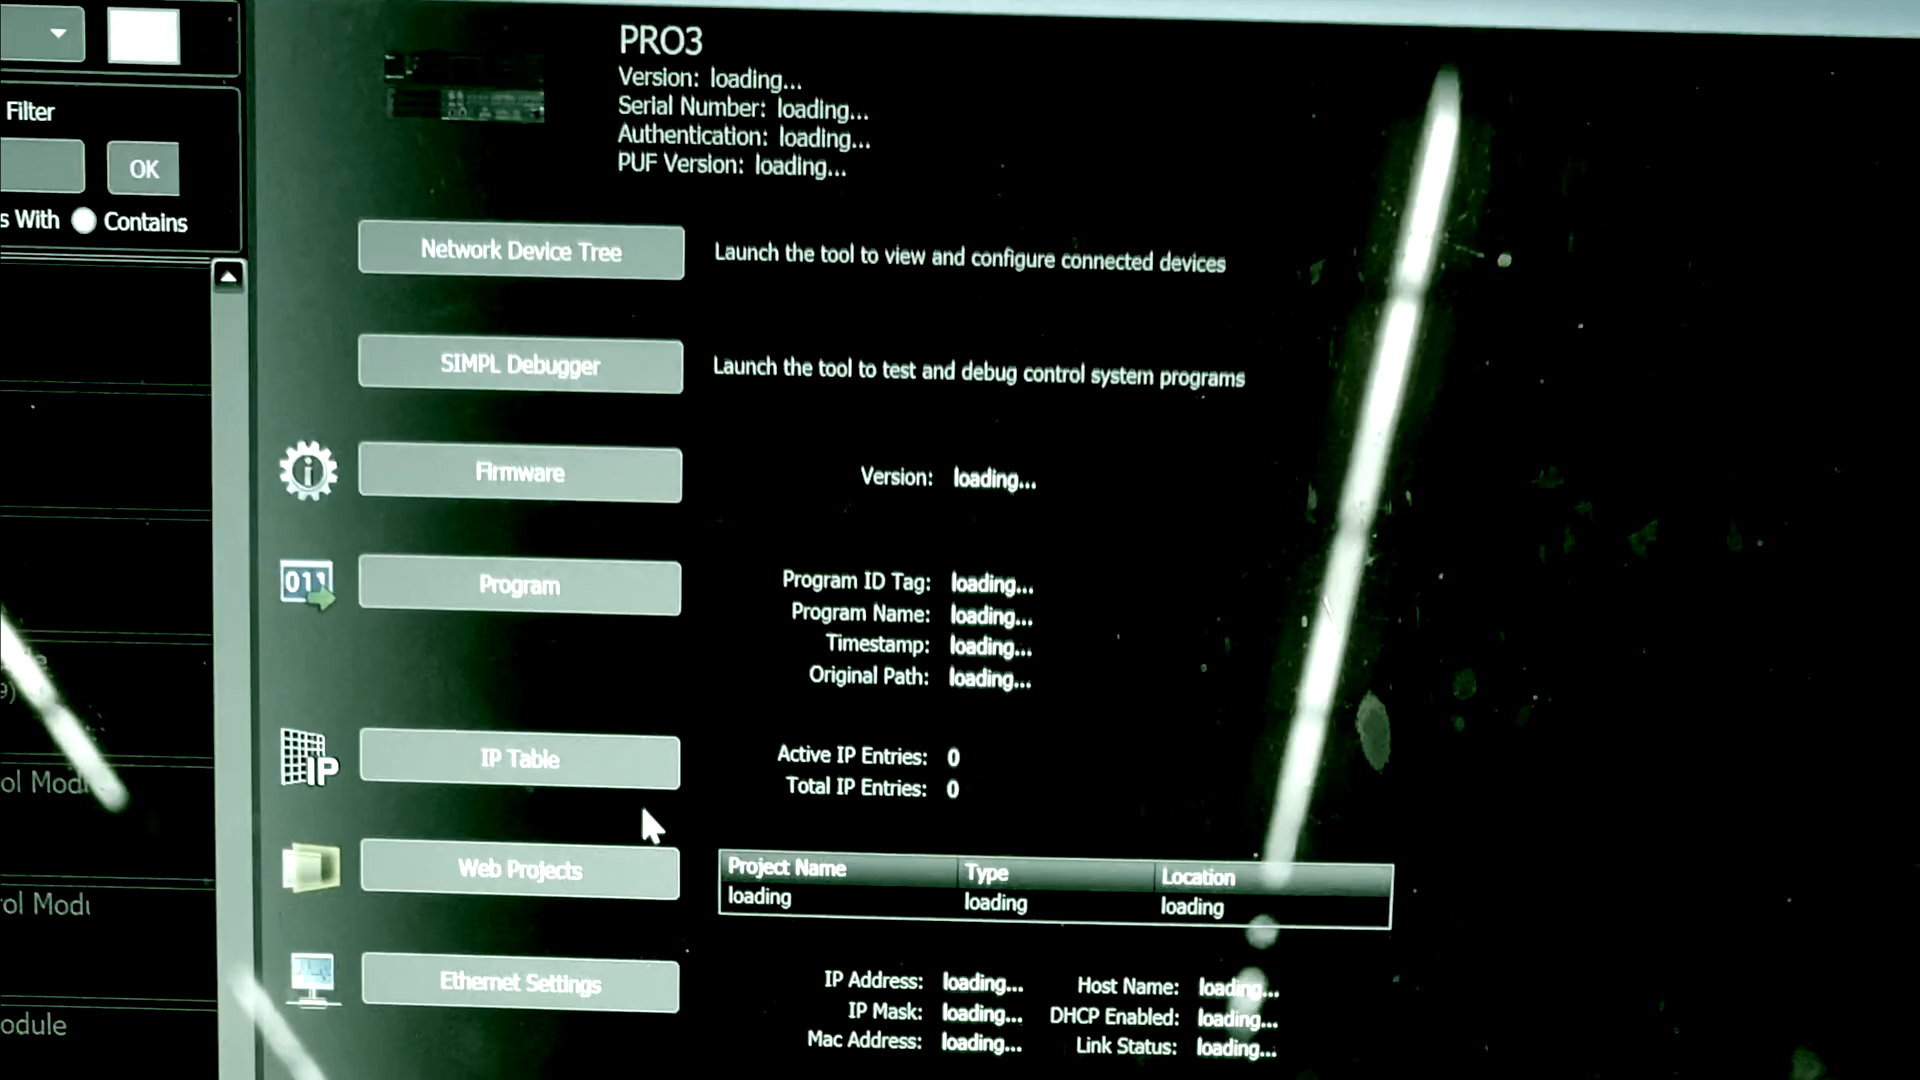 PRO3
Version: loading...
Serial Number: loading...
Authentication: loading...
PUF Version: loading...
Filter
OK
s With Contains
Network Device Tree Launch the tool to view and configure connected devices
SIMPL Debugger Launch the tool to test and debug control system programs
Firmware Version: loading...
Program Program ID Tag: loading...
Program Name: loading...
Timestamp: loading...
Original Path: loading...
IP
IP Table Active IP Entries: 0
Total IP Entries: 0
Web Projects
Project Name Type Location
loading loading loading
Ethernet Settings
IP Address: loading... Host Name: loading...
IP Mask: loading... DHCP Enabled: loading...
Mac Address: loading... Link Status: loading...
ol Mod
rol Modu
odule